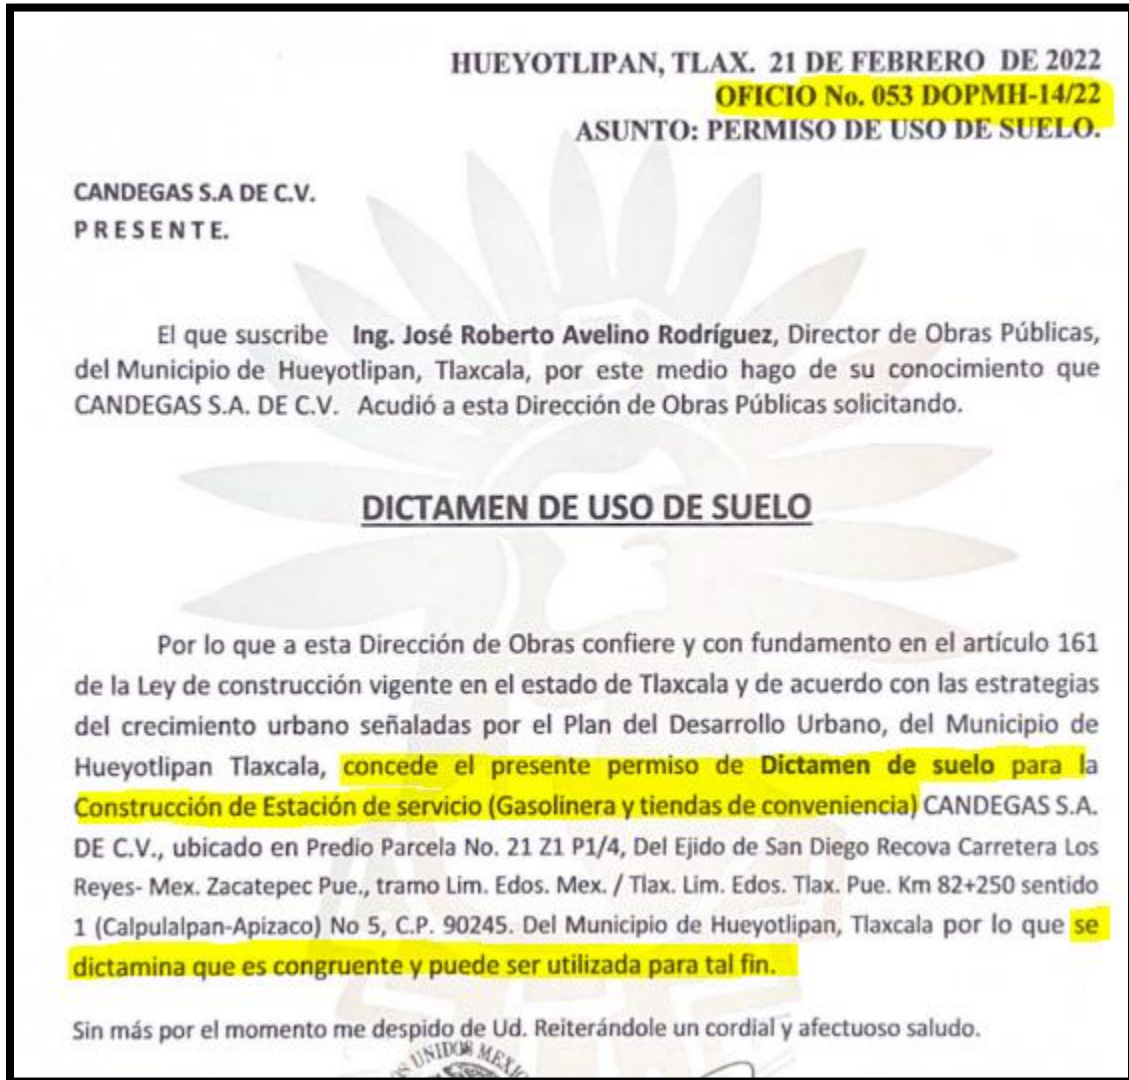 HUEYOTLIPAN, TLAX. 21 DE FEBRERO DE 2022
OFICIO No. 053 DOPMH-14/22
ASUNTO: PERMISO DE USO DE SUELO.
CANDEGAS S.A DE C.V.
P R E S E N T E.
El que suscribe Ing. José Roberto Avelino Rodríguez, Director de Obras Públicas,
del Municipio de Hueyotlipan, Tlaxcala, por este medio hago de su conocimiento que
CANDEGAS S.A. DE C.V. Acudió a esta Dirección de Obras Públicas solicitando.
DICTAMEN DE USO DE SUELO
Por lo que a esta Dirección de Obras confiere y con fundamento en el artículo 161
de la Ley de construcción vigente en el estado de Tlaxcala y de acuerdo con las estrategias
del crecimiento urbano señaladas por el Plan del Desarrollo Urbano, del Municipio de
Hueyotlipan Tlaxcala, concede el presente permiso de Dictamen de suelo para la
Construcción de Estación de servicio (Gasolinera y tiendas de conveniencia) CANDEGAS S.A.
DE C.V., ubicado en Predio Parcela No. 21 Z1 P1/4, Del Ejido de San Diego Recova Carretera Los
Reyes- Mex. Zacatepec Pue., tramo Lim. Edos. Mex. / Tlax. Lim. Edos. Tlax. Pue. Km 82+250 sentido
1 (Calpulalpan-Apizaco) No 5, C.P. 90245. Del Municipio de Hueyotlipan, Tlaxcala por lo que se
dictamina que es congruente y puede ser utilizada para tal fin.
Sin más por el momento me despido de Ud. Reiterándole un cordial y afectuoso saludo.
UNIDOS